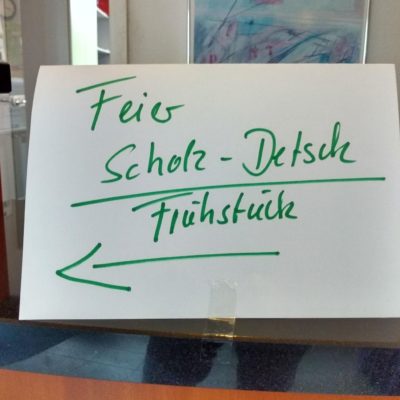 Feier
Scholz - Detsch
Frühstück